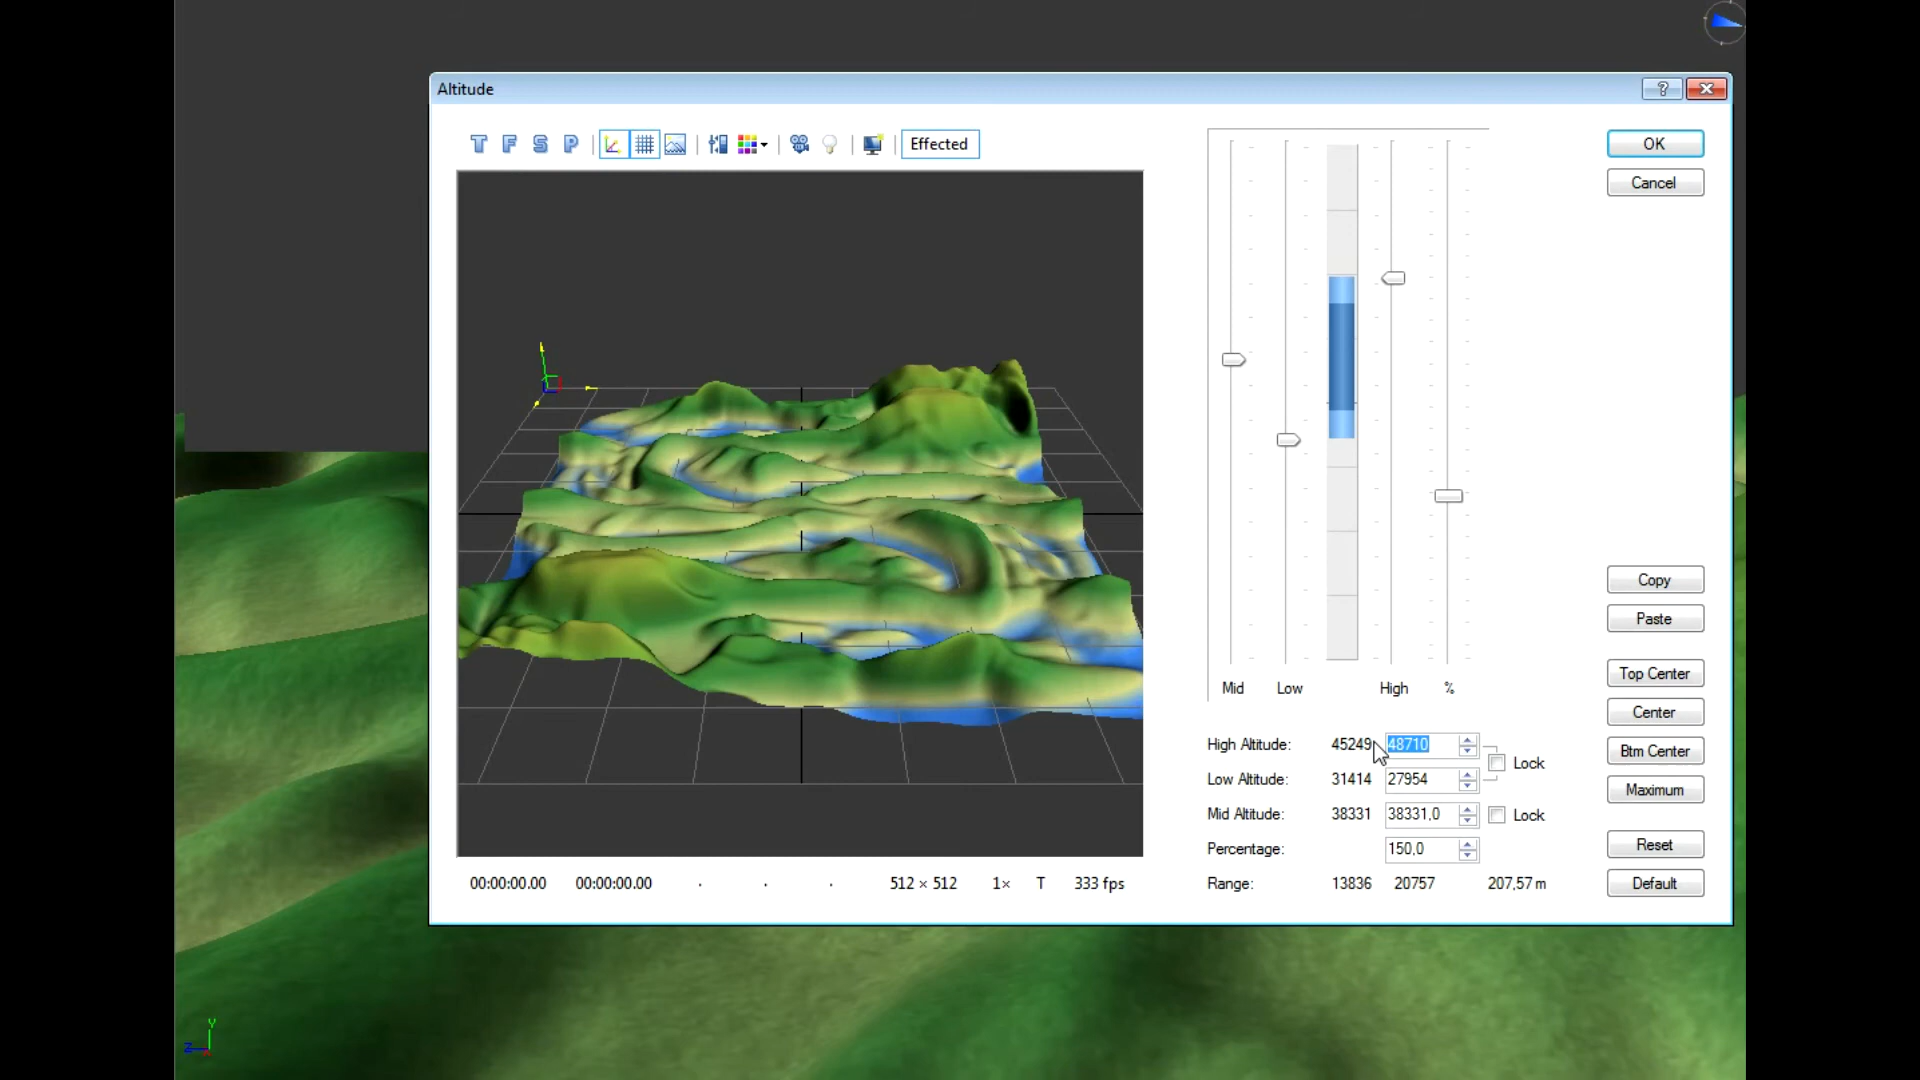 Altitude
?
T F S P
Effected
OK
Cancel
Mid Low High %
Copy
Paste
Top Center
Center
Btm Center
Maximum
Reset
Default
High Altitude: 45249 48710
Lock
Low Altitude: 31414 27954
Mid Altitude: 38331 38331,0 Lock
Percentage: 150,0
Range: 13836 20757 207,57 m
00:00:00.00 00:00:00.00 . . . 512 × 512 1× T 333 fps
Y
Z